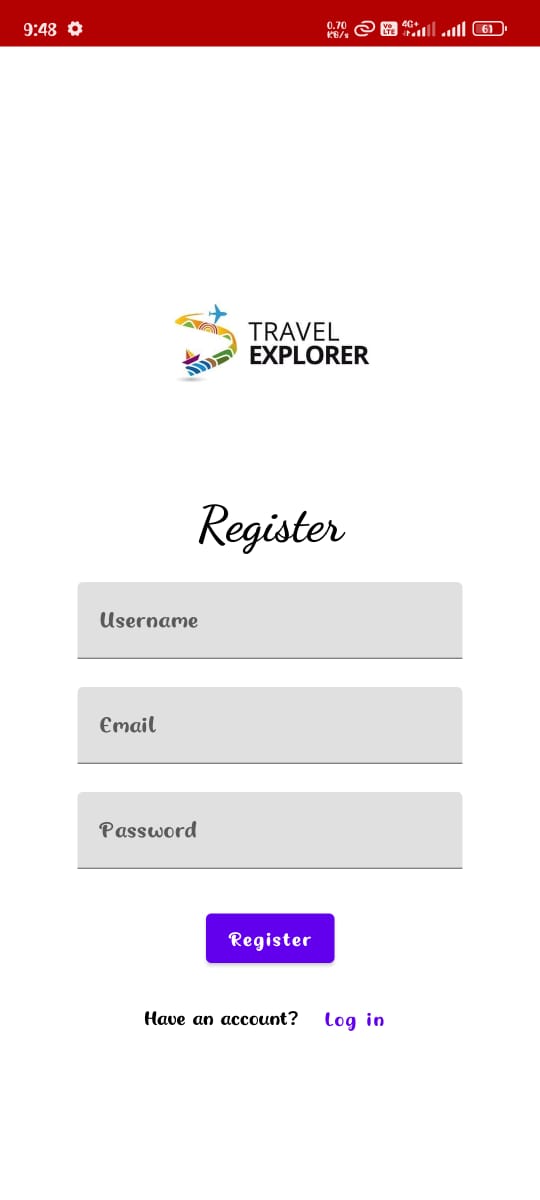 9:48 0.70 KB/s Vo LTE 4G+ 61
TRAVEL
EXPLORER
Register
Username
Email
Password
Register
Have an account? Log in